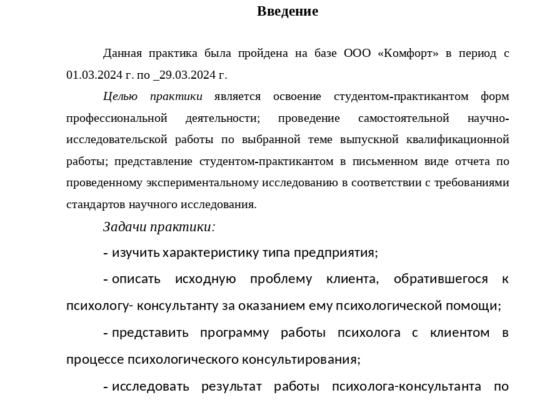 Введение
Данная практика была пройдена на базе ООО «Комфорт» в период с
01.03.2024 г. по _29.03.2024 г.
Целью практики является освоение студентом-практикантом форм
профессиональной деятельности; проведение самостоятельной научно-
исследовательской работы по выбранной теме выпускной квалификационной
работы; представление студентом-практикантом в письменном виде отчета по
проведенному экспериментальному исследованию в соответствии с требованиями
стандартов научного исследования.
Задачи практики:
- изучить характеристику типа предприятия;
- описать исходную проблему клиента, обратившегося к
психологу- консультанту за оказанием ему психологической помощи;
- представить программу работы психолога с клиентом в
процессе психологического консультирования;
- исследовать результат работы психолога-консультанта по